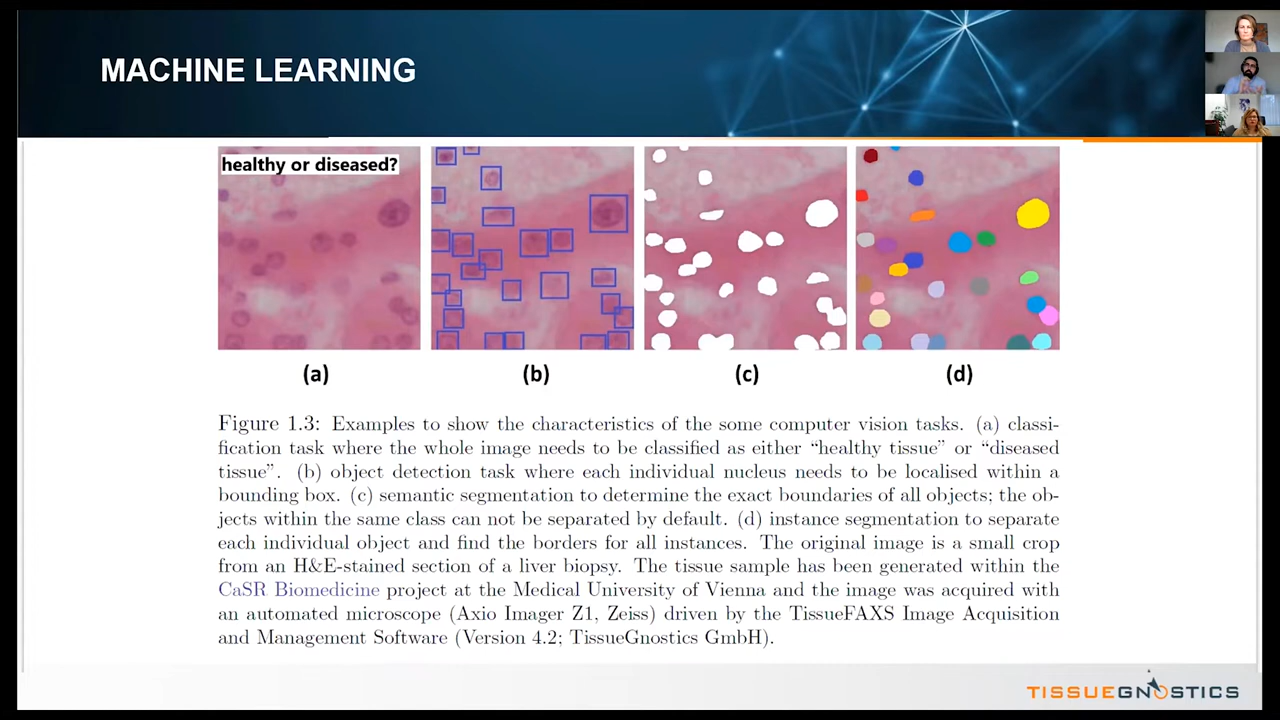 MACHINE LEARNING
healthy or diseased?
(a)
(b)
(c)
(d)
Figure 1.3: Examples to show the characteristics of the some computer vision tasks. (a) classi-
fication task where the whole image needs to be classified as either “healthy tissue” or “diseased
tissue”. (b) object detection task where each individual nucleus needs to be localised within a
bounding box. (c) semantic segmentation to determine the exact boundaries of all objects; the ob-
jects within the same class can not be separated by default. (d) instance segmentation to separate
each individual object and find the borders for all instances. The original image is a small crop
from an H&E-stained section of a liver biopsy. The tissue sample has been generated within the
CaSR Biomedicine project at the Medical University of Vienna and the image was acquired with
an automated microscope (Axio Imager Z1, Zeiss) driven by the TissueFAXS Image Acquisition
and Management Software (Version 4.2; TissueGnostics GmbH).
TISSUEGNOSTICS